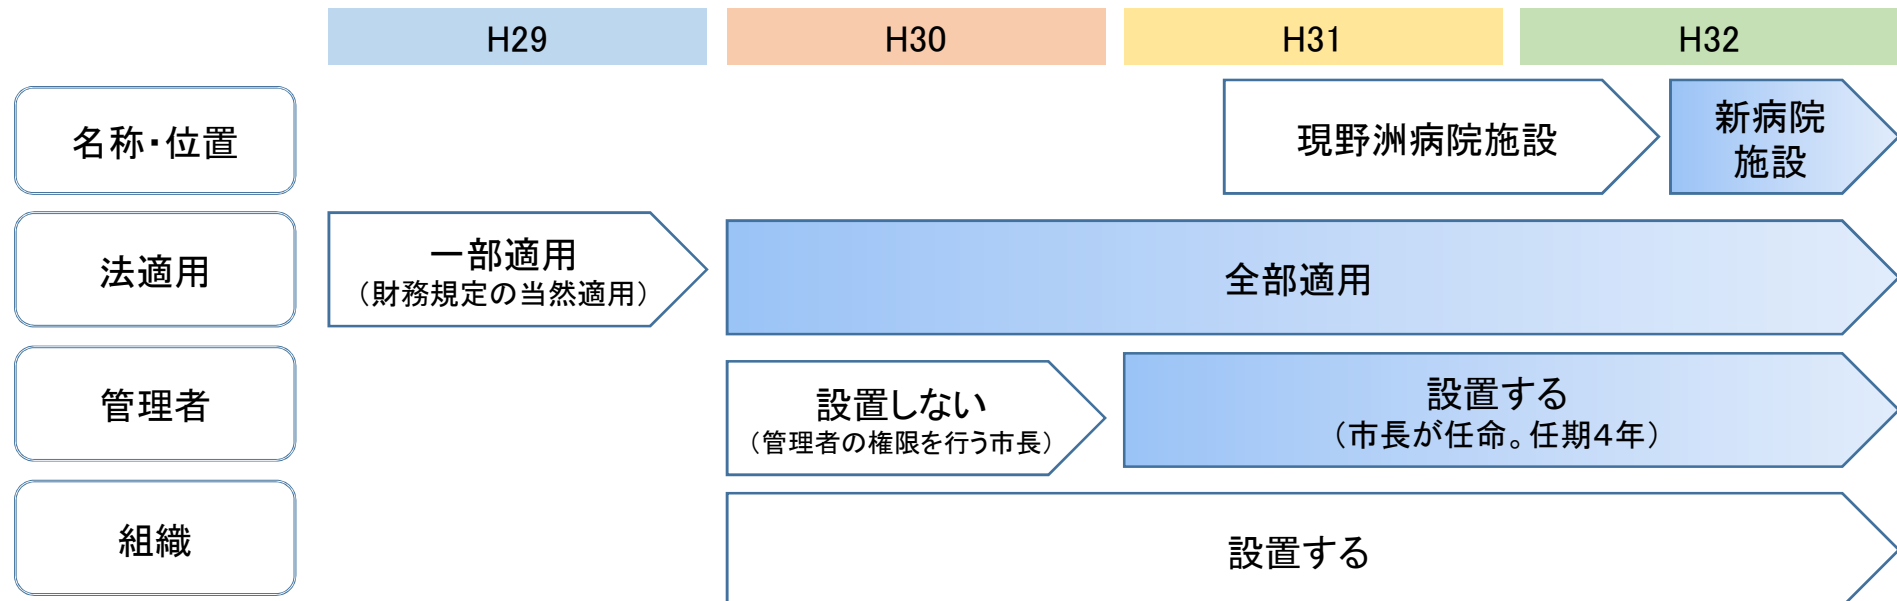 H29
H30
H31
H32
名称・位置
現野洲病院施設
新病院
施設
法適用
一部適用
（財務規定の当然適用）
全部適用
管理者
設置しない
（管理者の権限を行う市長）
設置する
（市長が任命。任期4年）
組織
設置する